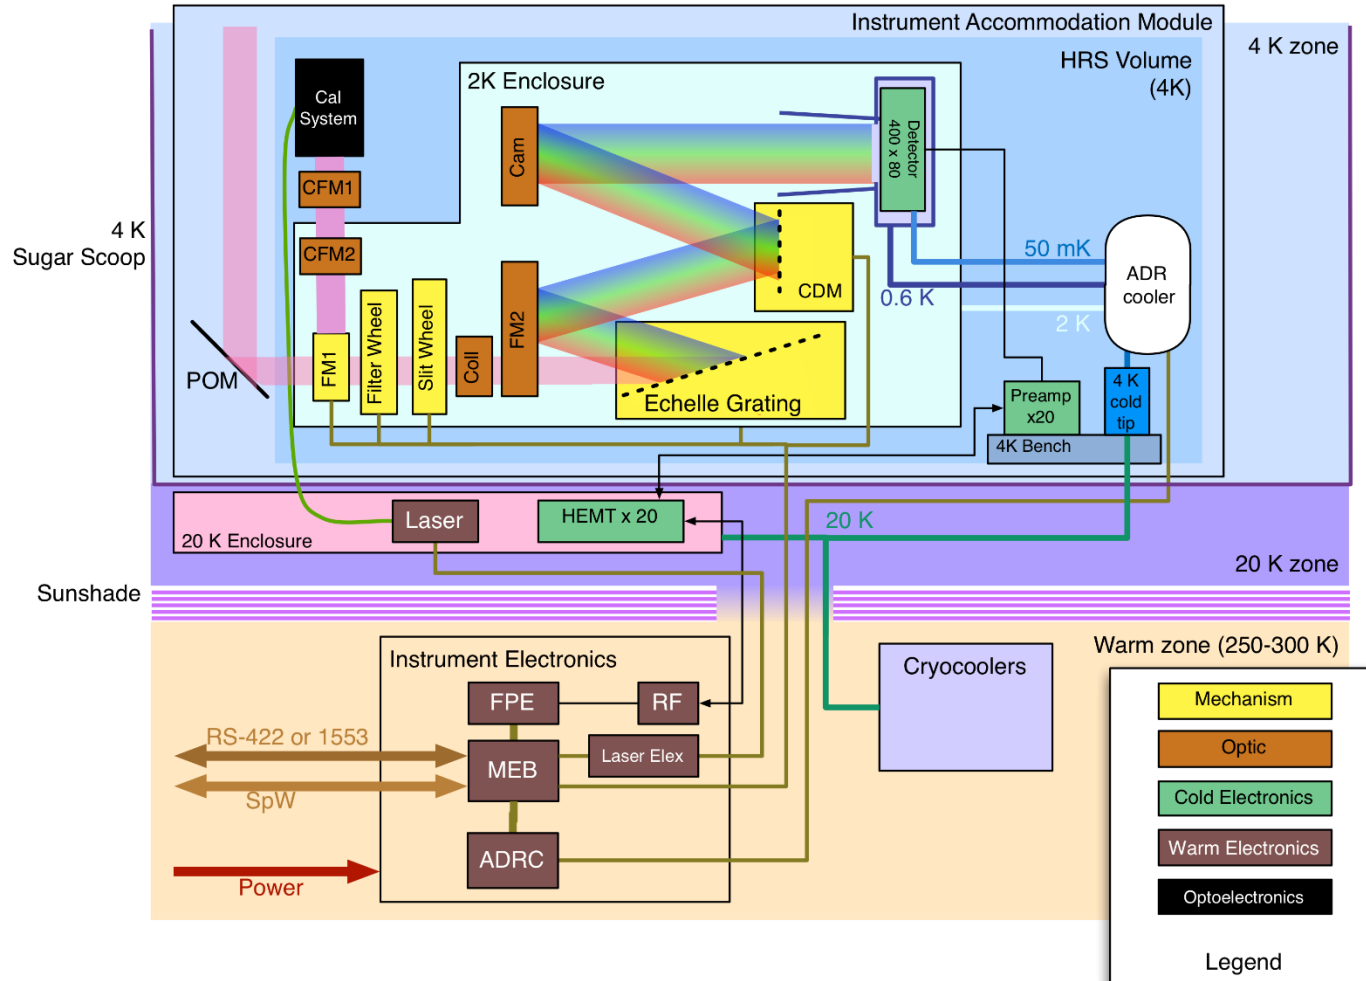 Instrument Accommodation Module
4 K zone
HRS Volume
(4K)
2K Enclosure
Cal
System
Cam
Detector
400 x 80
CFM1
CFM2
4 K
Sugar Scoop
CDM
50 mK
0.6 K
2 K
ADR
cooler
POM
FM1
Filter Wheel
Slit Wheel
Coll
FM2
Echelle Grating
Preamp
x20
4 K
cold
tip
4K Bench
Laser
HEMT x 20
20 K Enclosure
20 K
20 K zone
Sunshade
Warm zone (250-300 K)
Instrument Electronics
Cryocoolers
FPE
RF
RS-422 or 1553
MEB
Laser Elex
SpW
ADRC
Power
Mechanism
Optic
Cold Electronics
Warm Electronics
Optoelectronics
Legend